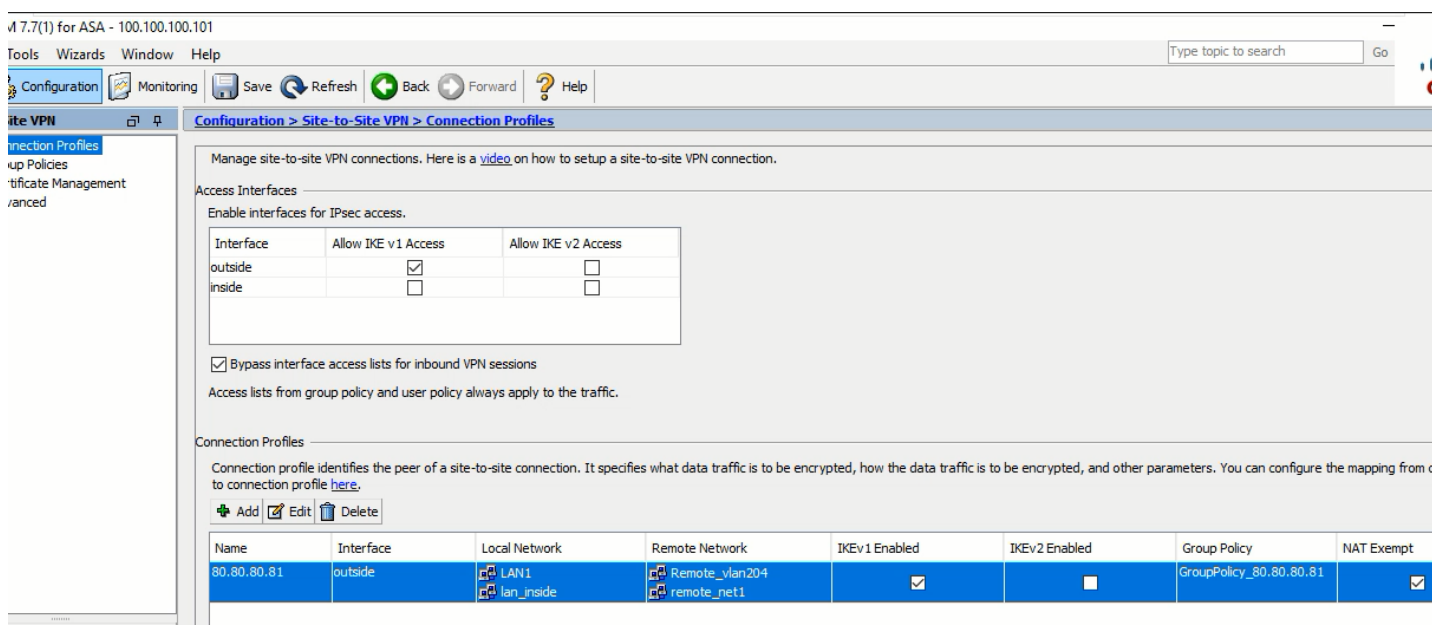 M 7.7(1) for ASA - 100.100.100.101
Tools Wizards Window Help
Type topic to search Go
Configuration Monitoring Save Refresh Back Forward Help
ite VPN
Configuration > Site-to-Site VPN > Connection Profiles
nnection Profiles
oup Policies
rtificate Management
vanced
Manage site-to-site VPN connections. Here is a video on how to setup a site-to-site VPN connection.
Access Interfaces
Enable interfaces for IPsec access.
Interface Allow IKE v1 Access Allow IKE v2 Access
outside
inside
Bypass interface access lists for inbound VPN sessions
Access lists from group policy and user policy always apply to the traffic.
Connection Profiles
Connection profile identifies the peer of a site-to-site connection. It specifies what data traffic is to be encrypted, how the data traffic is to be encrypted, and other parameters. You can configure the mapping from
to connection profile here.
Add Edit Delete
Name Interface Local Network Remote Network IKEv1 Enabled IKEv2 Enabled Group Policy NAT Exempt
80.80.80.81 outside LAN1 Remote_vlan204 GroupPolicy_80.80.80.81
lan_inside remote_net1